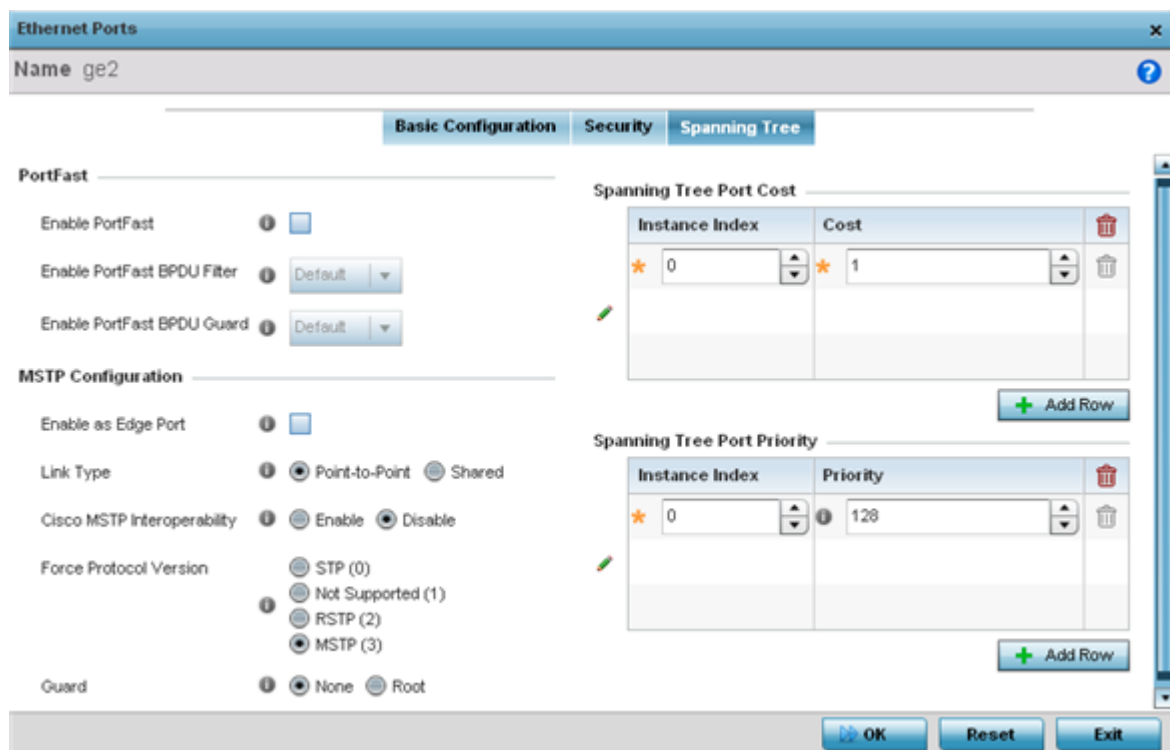 Ethernet Ports
Name ge2
Basic Configuration Security Spanning Tree
PortFast
Enable PortFast
Enable PortFast BPDU Filter Default
Enable PortFast BPDU Guard Default
MSTP Configuration
Enable as Edge Port
Link Type Point-to-Point Shared
Cisco MSTP Interoperability Enable Disable
Force Protocol Version STP (0)
Not Supported (1)
RSTP (2)
MSTP (3)
Guard None Root
Spanning Tree Port Cost
Instance Index Cost
* 0 * 1
+ Add Row
Spanning Tree Port Priority
Instance Index Priority
* 0 128
+ Add Row
OK Reset Exit